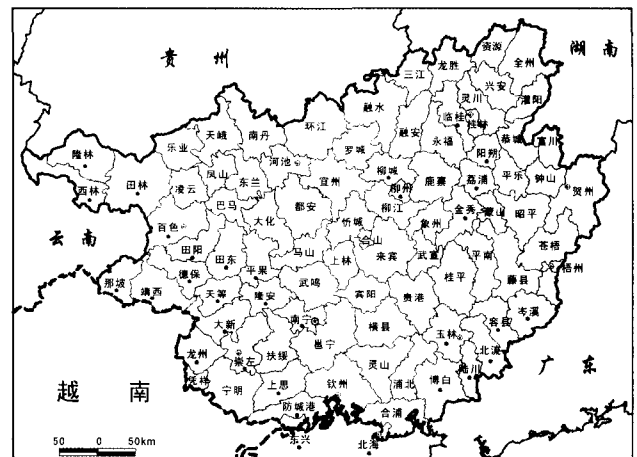 贵州
湖南
资源
全州
三江
龙胜
兴安
灌阳
灵川
融水
临桂
桂林
天峨
南丹
环江
融安
永福
恭城
富川
乐业
罗城
阳朔
隆林
凤山
河池
柳城
鹿寨
荔浦
平乐
钟山
贺州
西林
田林
凌云
东兰
宜州
柳州
巴马
都安
柳江
金秀
蒙山
昭平
百色
大化
忻城
象州
云南
合山
苍梧
田阳
田东
平果
马山
上林
来宾
武宣
平南
梧州
那坡
靖西
德保
武鸣
桂平
藤县
天等
隆安
宾阳
贵港
岑溪
大新
南宁
横县
玉林
容县
邕宁
北流
龙州
崇左
扶绥
灵山
陆川
广东
凭祥
宁明
上思
钦州
浦北
博白
越南
防城港
合浦
东兴
北海
50 0 50km